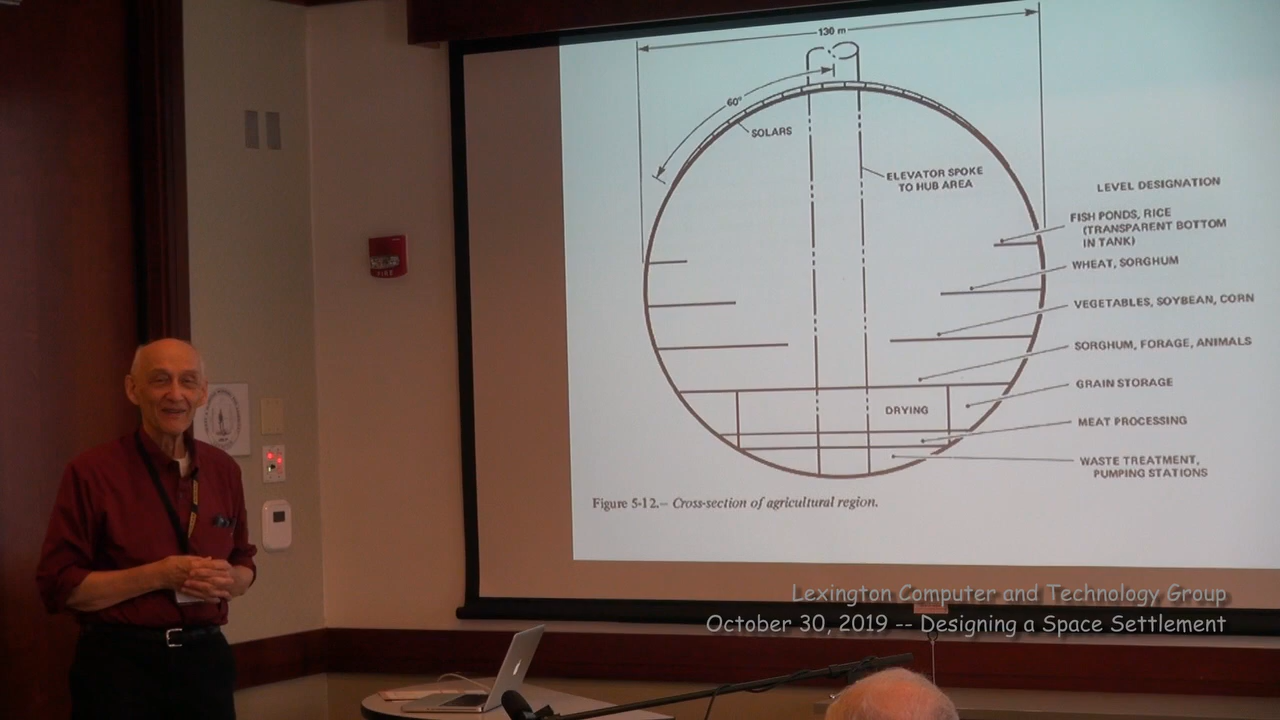 130 m
60°
SOLARS
ELEVATOR SPOKE
TO HUB AREA
LEVEL DESIGNATION
FISH PONDS, RICE
(TRANSPARENT BOTTOM
IN TANK)
WHEAT, SORGHUM
VEGETABLES, SOYBEAN, CORN
SORGHUM, FORAGE, ANIMALS
GRAIN STORAGE
DRYING
MEAT PROCESSING
WASTE TREATMENT,
PUMPING STATIONS
Figure 5-12.– Cross-section of agricultural region.
FIRE
Lexington Computer and Technology Group
October 30, 2019 -- Designing a Space Settlement